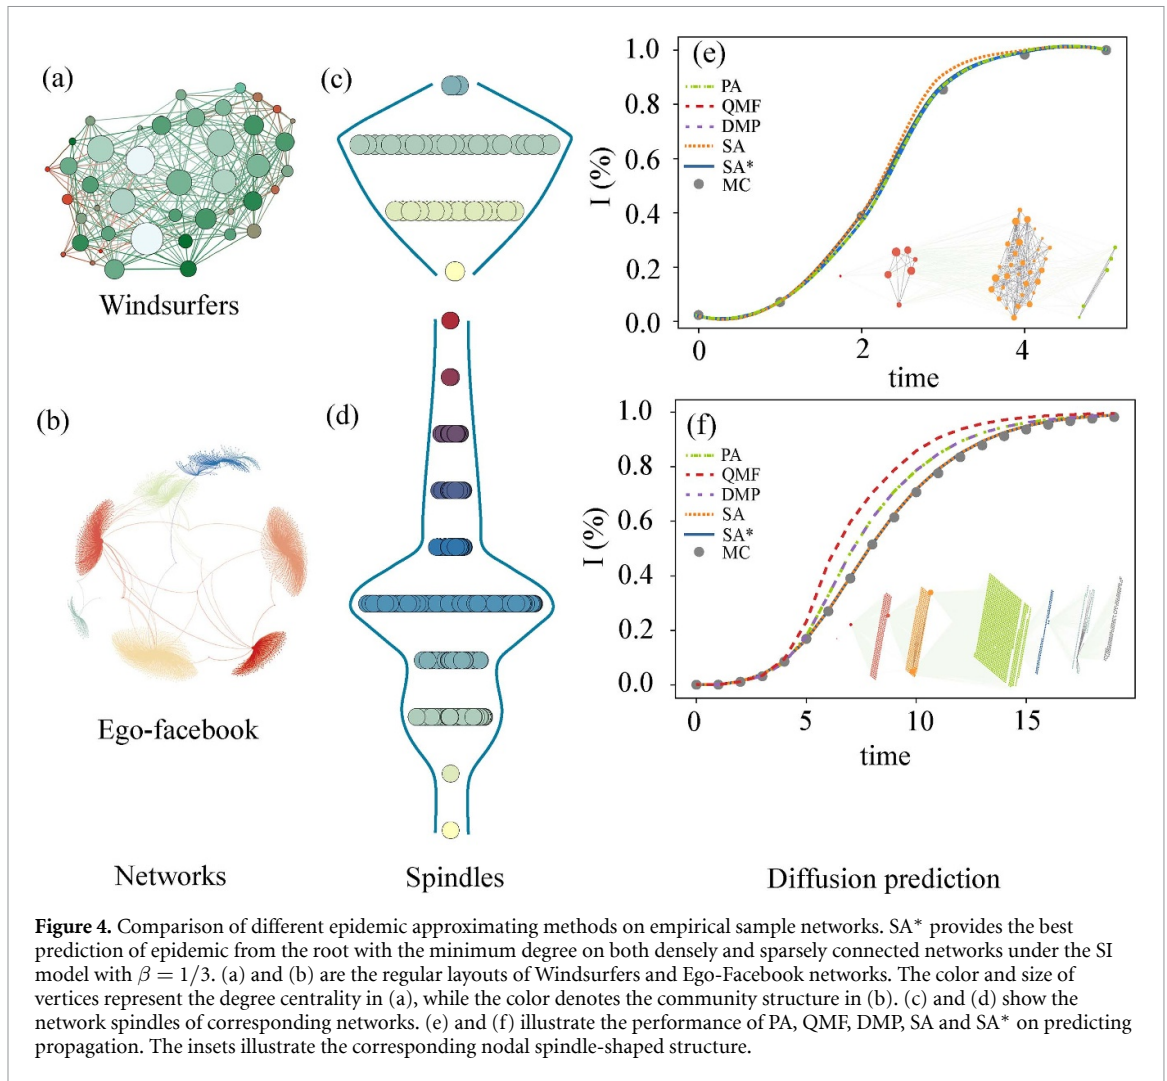 (a)
Windsurfers
(c)
(e)
PA
QMF
DMP
SA
SA*
MC
I (%)
1.0
0.8
0.6
0.4
0.2
0.0
0
2
4
time
(b)
Ego-facebook
(d)
(f)
PA
QMF
DMP
SA
SA*
MC
I (%)
1.0
0.8
0.6
0.4
0.2
0.0
0
5
10
15
time
Networks
Spindles
Diffusion prediction
Figure 4. Comparison of different epidemic approximating methods on empirical sample networks. SA* provides the best
prediction of epidemic from the root with the minimum degree on both densely and sparsely connected networks under the SI
model with β = 1/3. (a) and (b) are the regular layouts of Windsurfers and Ego-Facebook networks. The color and size of
vertices represent the degree centrality in (a), while the color denotes the community structure in (b). (c) and (d) show the
network spindles of corresponding networks. (e) and (f) illustrate the performance of PA, QMF, DMP, SA and SA* on predicting
propagation. The insets illustrate the corresponding nodal spindle-shaped structure.